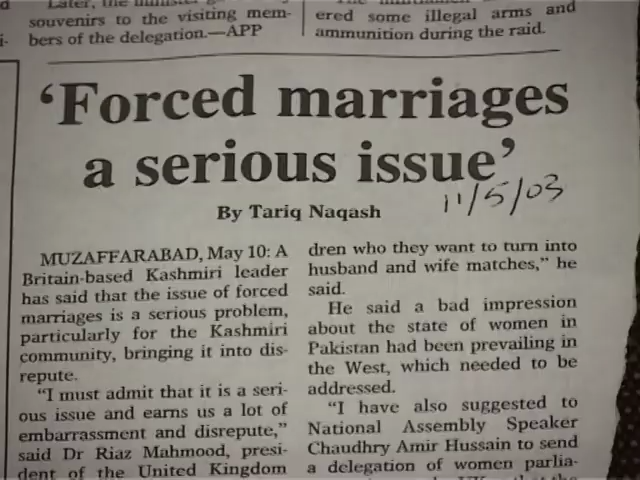 souvenirs to the visiting mem-
bers of the delegation.—APP
ered some illegal arms and
ammunition during the raid.
‘Forced marriages
a serious issue’
11/5/03
By Tariq Naqash
MUZAFFARABAD, May 10: A
Britain-based Kashmiri leader
has said that the issue of forced
marriages is a serious problem,
particularly for the Kashmiri
community, bringing it into dis-
repute.
“I must admit that it is a seri-
ous issue and earns us a lot of
embarrassment and disrepute,”
said Dr Riaz Mahmood, presi-
dent of the United Kingdom
dren who they want to turn into
husband and wife matches,” he
said.
He said a bad impression
about the state of women in
Pakistan had been prevailing in
the West, which needed to be
addressed.
“I have also suggested to
National Assembly Speaker
Chaudhry Amir Hussain to send
a delegation of women parlia-